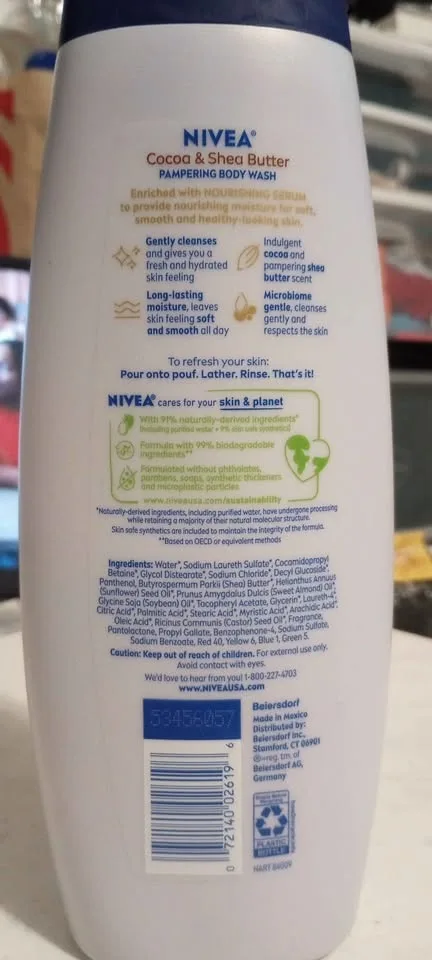 NIVEA®
Cocoa & Shea Butter
PAMPERING BODY WASH
Enriched with NOURISHING SERUM
to provide nourishing moisture for soft,
smooth and healthy-looking skin.
Gently cleanses
and gives you a
fresh and hydrated
skin feeling
Indulgent
cocoa and
pampering shea
butter scent
Long-lasting
moisture, leaves
skin feeling soft
and smooth all day
Microbiome
gentle, cleanses
gently and
respects the skin
To refresh your skin:
Pour onto pouf. Lather. Rinse. That's it!
NIVEA® cares for your skin & planet
With 91% naturally-derived ingredients*
(including purified water + 9% skin safe synthetics)
Formula with 99% biodegradable
ingredients**
Formulated without phthalates,
parabens, soaps, synthetic thickeners
and microplastic particles
www.niveausa.com/sustainability
*Naturally-derived ingredients, including purified water, have undergone processing
while retaining a majority of their natural molecular structure.
Skin safe synthetics are included to maintain the integrity of the formula.
**Based on OECD or equivalent methods
Ingredients: Water*, Sodium Laureth Sulfate*, Cocamidopropyl
Betaine*, Glycol Distearate*, Sodium Chloride*, Decyl Glucoside*,
Panthenol, Butyrospermum Parkii (Shea) Butter*, Helianthus Annuus
(Sunflower) Seed Oil*, Prunus Amygdalus Dulcis (Sweet Almond) Oil*,
Glycine Soja (Soybean) Oil*, Tocopheryl Acetate, Glycerin*, Laureth-4*,
Citric Acid*, Palmitic Acid*, Stearic Acid*, Myristic Acid*, Arachidic Acid*,
Oleic Acid*, Ricinus Communis (Castor) Seed Oil*, Fragrance,
Pantolactone, Propyl Gallate, Benzophenone-4, Sodium Sulfate,
Sodium Benzoate, Red 40, Yellow 6, Blue 1, Green 5.
Caution: Keep out of reach of children. For external use only.
Avoid contact with eyes.
We'd love to hear from you! 1-800-227-4703
www.NIVEAUSA.com
53456057
0 72140 02619 6
Beiersdorf
Made in Mexico
Distributed by:
Beiersdorf Inc.,
Stamford, CT 06901
®=reg. tm. of
Beiersdorf AG,
Germany
PLASTIC
BOTTLE